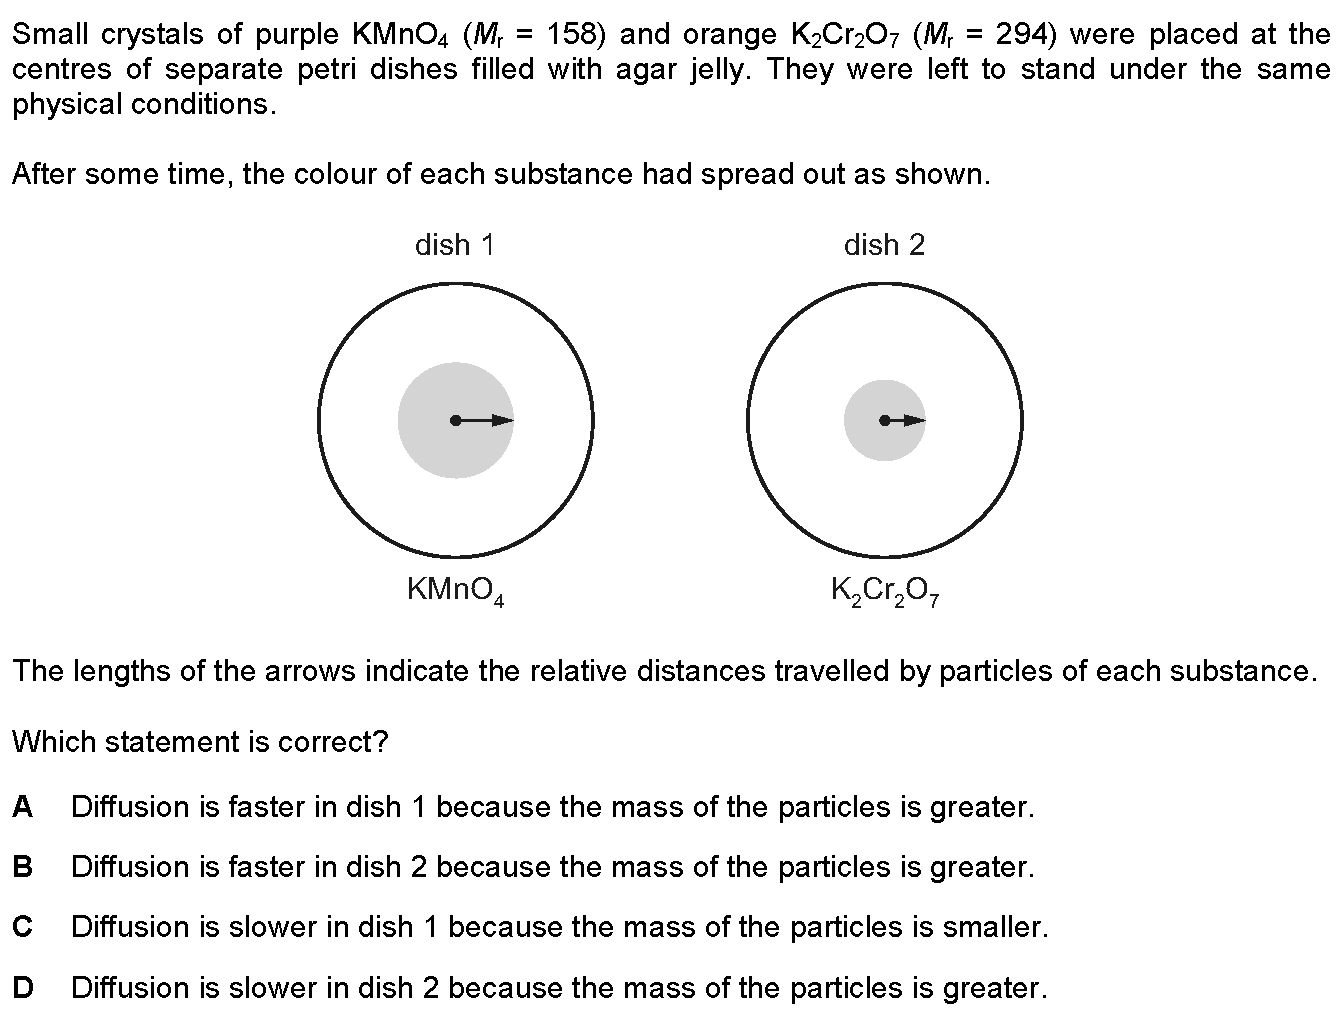 Small crystals of purple KMnO₄ (Mᵣ = 158) and orange K₂Cr₂O₇ (Mᵣ = 294) were placed at the
centres of separate petri dishes filled with agar jelly. They were left to stand under the same
physical conditions.
After some time, the colour of each substance had spread out as shown.
dish 1
dish 2
KMnO₄
K₂Cr₂O₇
The lengths of the arrows indicate the relative distances travelled by particles of each substance.
Which statement is correct?
A Diffusion is faster in dish 1 because the mass of the particles is greater.
B Diffusion is faster in dish 2 because the mass of the particles is greater.
C Diffusion is slower in dish 1 because the mass of the particles is smaller.
D Diffusion is slower in dish 2 because the mass of the particles is greater.